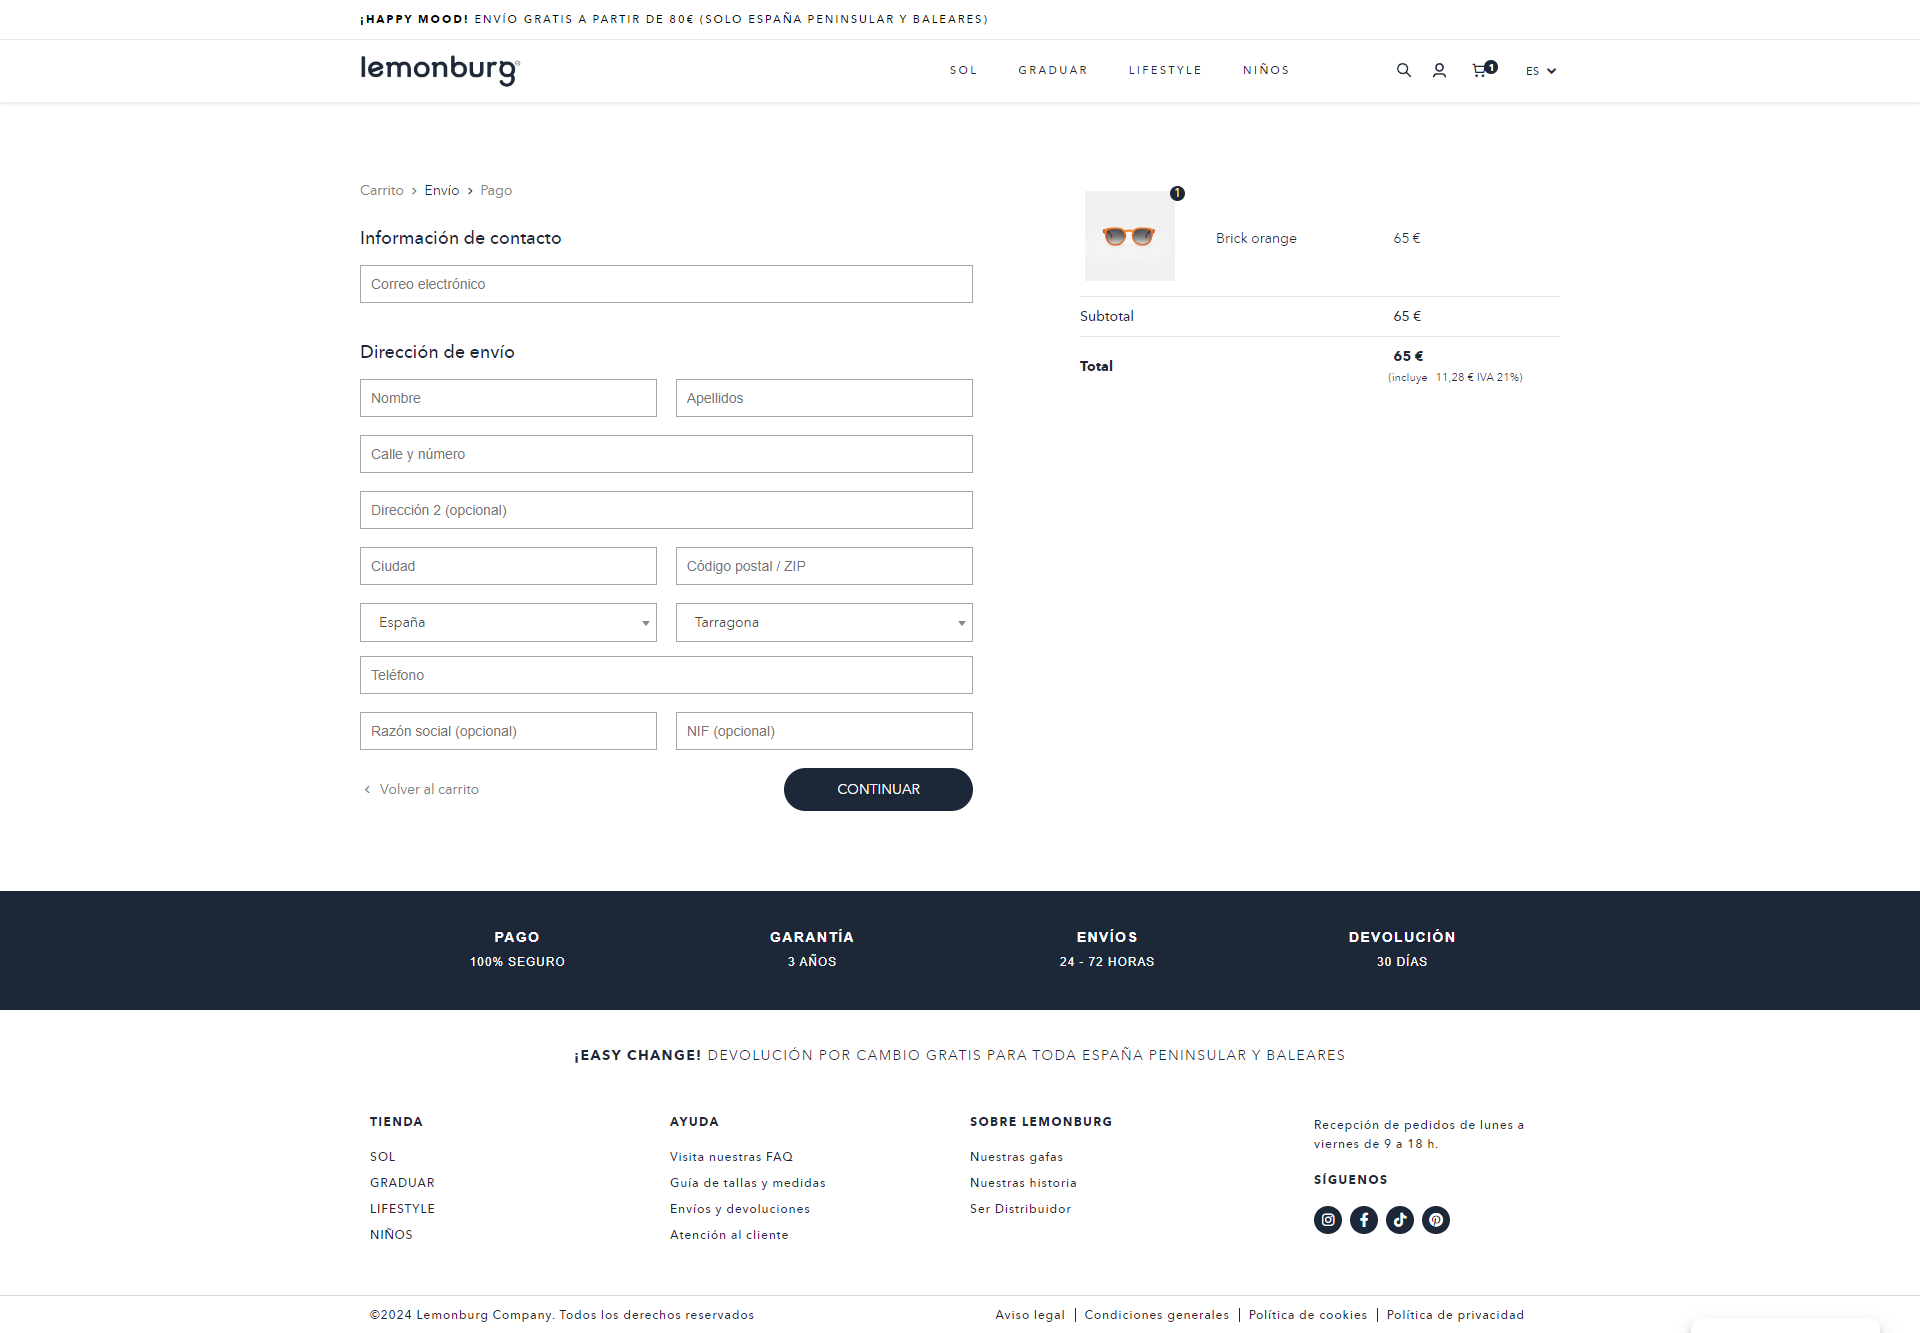 ¡HAPPY MOOD! ENVÍO GRATIS A PARTIR DE 80€ (SOLO ESPAÑA PENINSULAR Y BALEARES)
lemonburg®
SOL GRADUAR LIFESTYLE NIÑOS
1
ES
Carrito > Envío > Pago
Información de contacto
Correo electrónico
Dirección de envío
Nombre
Apellidos
Calle y número
Dirección 2 (opcional)
Ciudad
Código postal / ZIP
España
Tarragona
Teléfono
Razón social (opcional)
NIF (opcional)
Volver al carrito
CONTINUAR
1
Brick orange 65 €
Subtotal 65 €
Total 65 €
(incluye 11,28 € IVA 21%)
PAGO
100% SEGURO
GARANTÍA
3 AÑOS
ENVÍOS
24 - 72 HORAS
DEVOLUCIÓN
30 DÍAS
¡EASY CHANGE! DEVOLUCIÓN POR CAMBIO GRATIS PARA TODA ESPAÑA PENINSULAR Y BALEARES
TIENDA
SOL
GRADUAR
LIFESTYLE
NIÑOS
AYUDA
Visita nuestras FAQ
Guía de tallas y medidas
Envíos y devoluciones
Atención al cliente
SOBRE LEMONBURG
Nuestras gafas
Nuestras historia
Ser Distribuidor
Recepción de pedidos de lunes a
viernes de 9 a 18 h.
SÍGUENOS
©2024 Lemonburg Company. Todos los derechos reservados
Aviso legal | Condiciones generales | Política de cookies | Política de privacidad